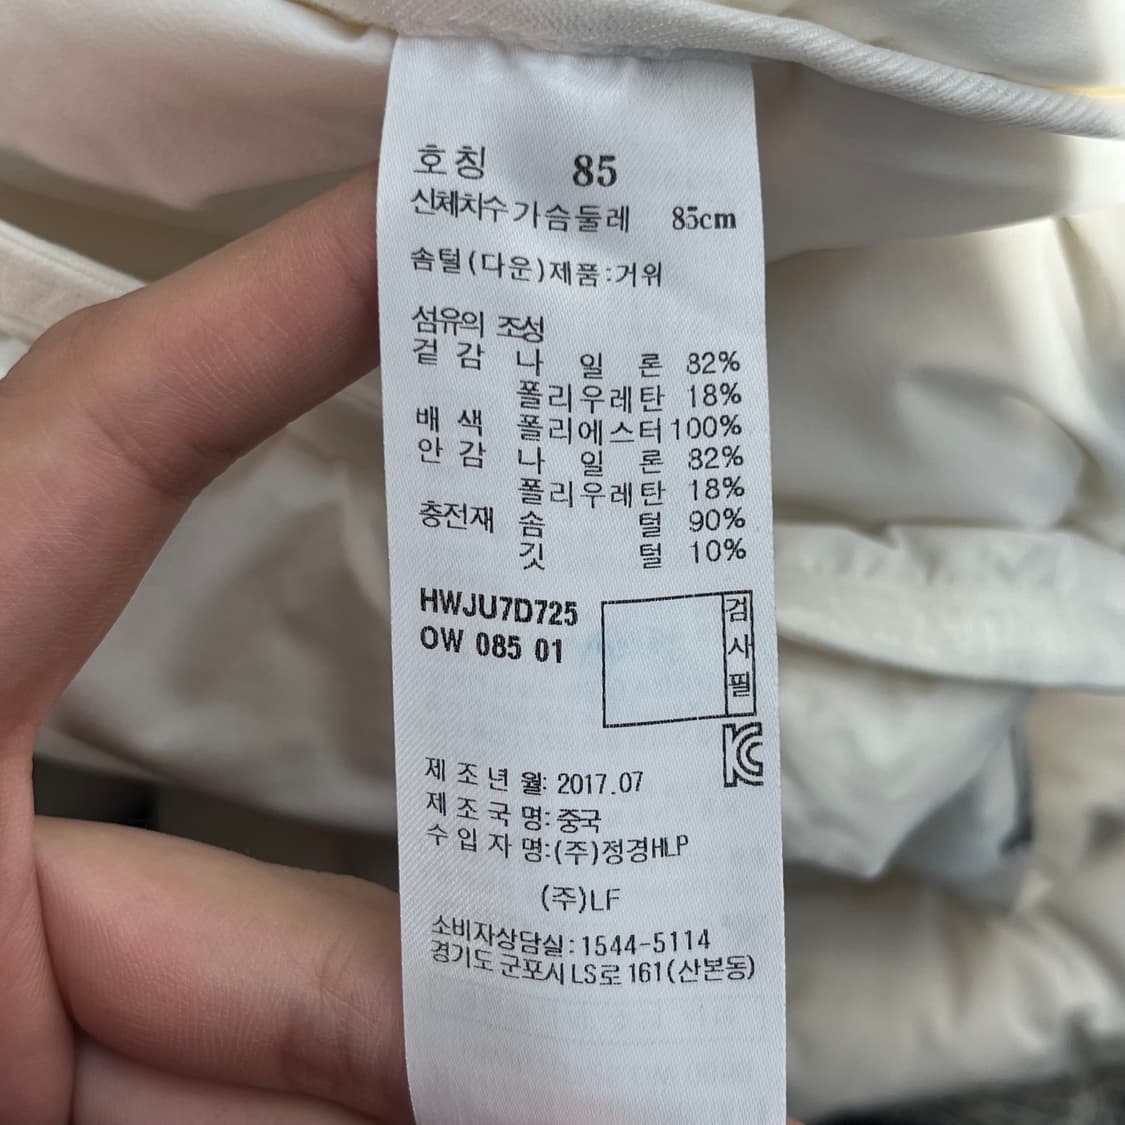 호칭 85
신체치수 가슴둘레 85cm
솜털(다운)제품:거위
섬유의 조성
겉감 나일론 82%
폴리우레탄 18%
배색 폴리에스터 100%
안감 나일론 82%
폴리우레탄 18%
충전재 솜털 90%
깃털 10%
HWJU7D725
OW 085 01
검사필
KC
제조년월: 2017.07
제조국명: 중국
수입자명:(주)정경HLP
(주)LF
소비자상담실: 1544-5114
경기도 군포시 LS로 161(산본동)